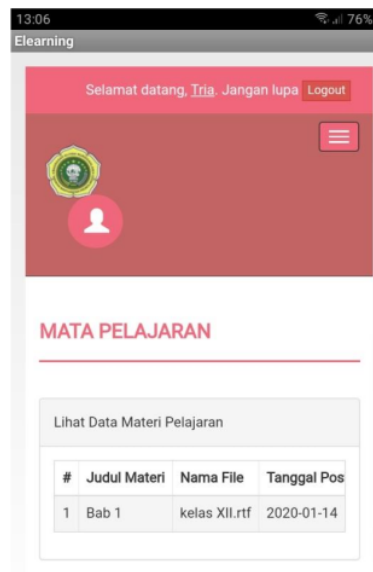 13:06 76%
Elearning
Selamat datang, Tria. Jangan lupa Logout
MATA PELAJARAN
Lihat Data Materi Pelajaran
# Judul Materi Nama File Tanggal Pos
1 Bab 1 kelas XII.rtf 2020-01-14